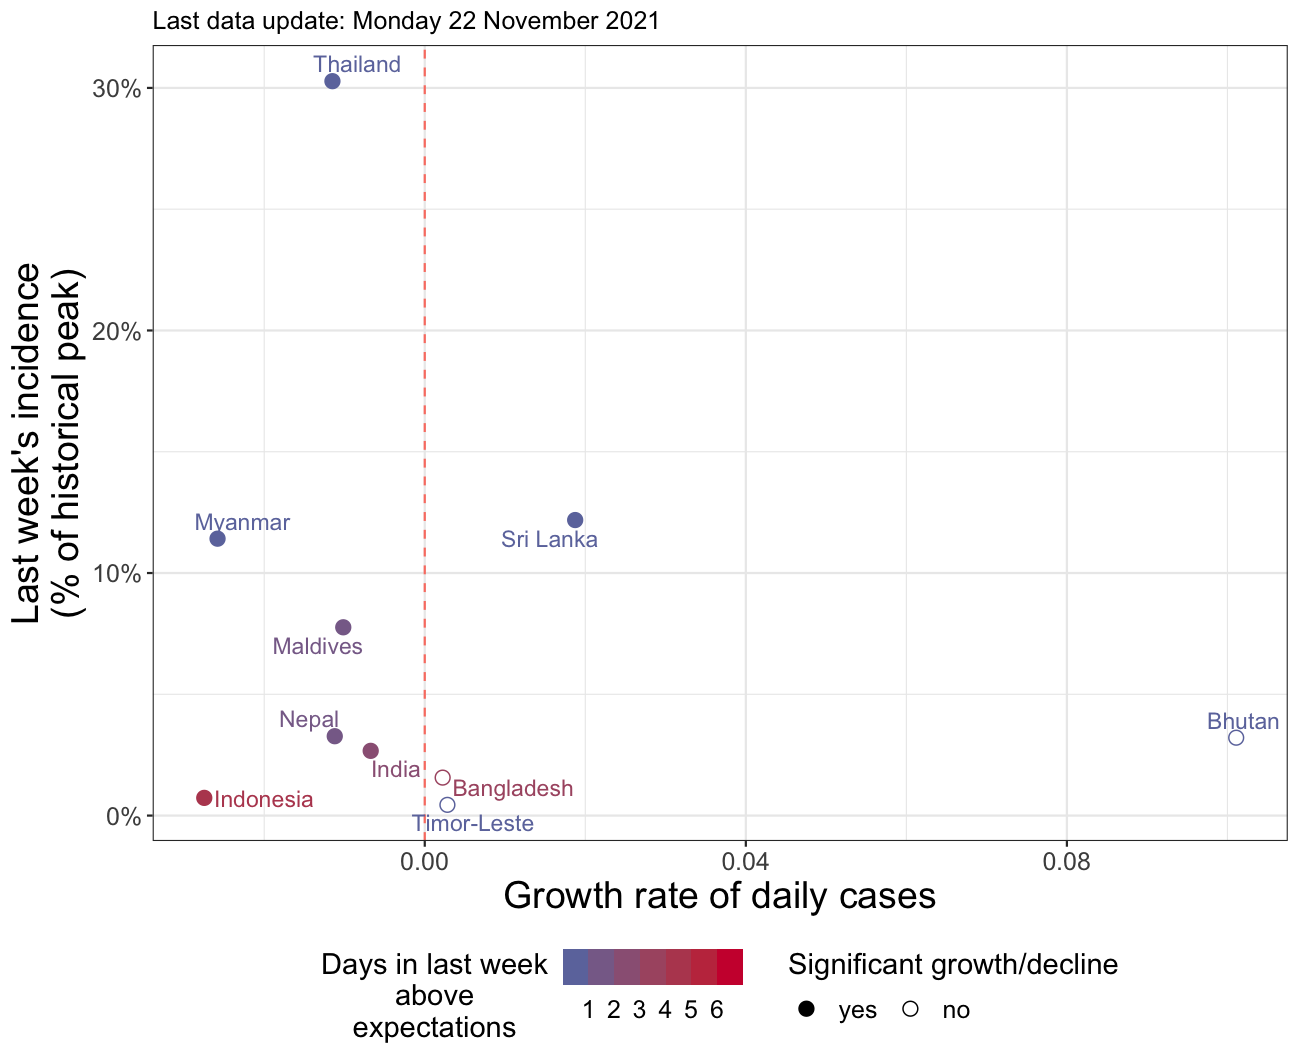 Last data update: Monday 22 November 2021
Thailand
30%
20%
Last week's incidence
(% of historical peak)
Myanmar
Sri Lanka
10%
Maldives
Nepal
Bhutan
India
Bangladesh
Indonesia
0%
Timor-Leste
0.00 0.04 0.08
Growth rate of daily cases
Days in last week
above
expectations
1 2 3 4 5 6
Significant growth/decline
yes no